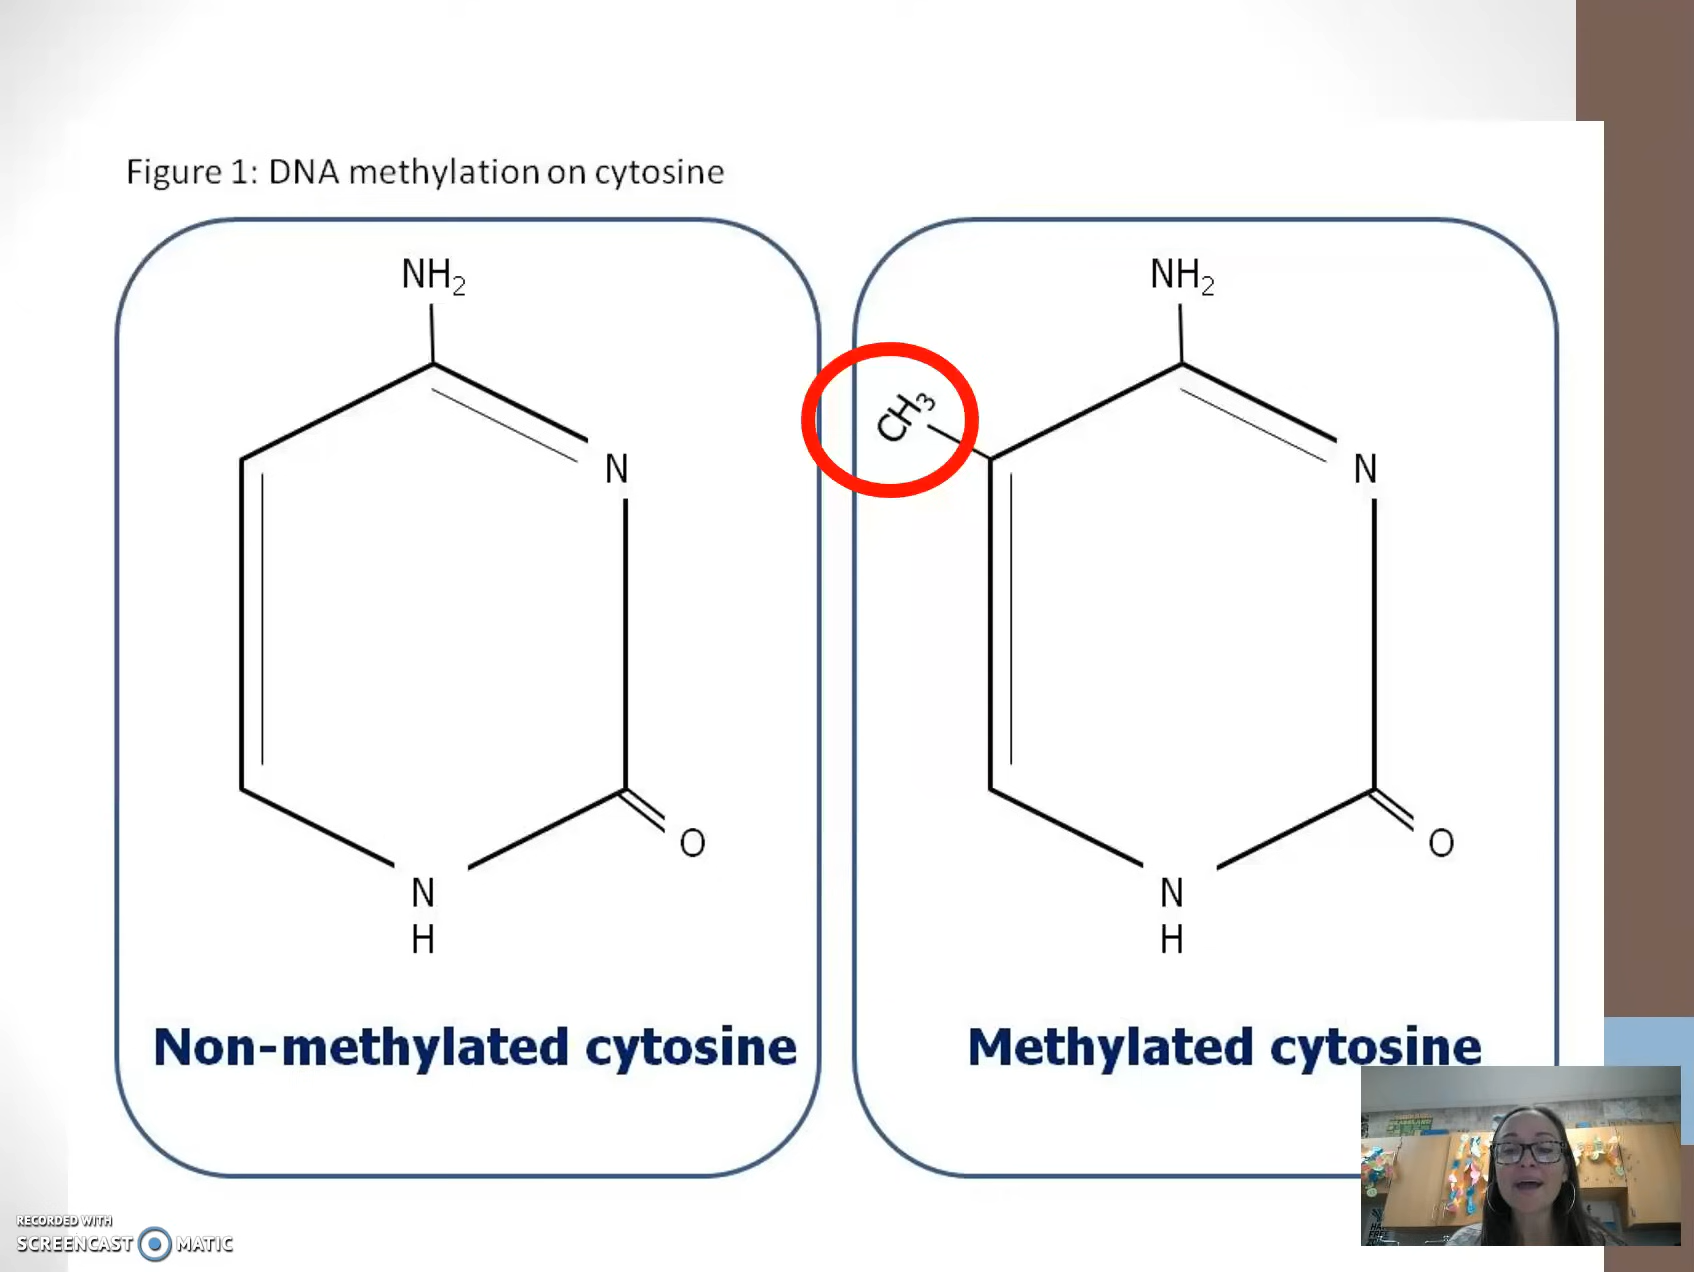 Figure 1: DNA methylation on cytosine
NH₂
N
O
N
H
Non-methylated cytosine
NH₂
CH₃
N
O
N
H
Methylated cytosine
RECORDED WITH
SCREENCAST MATIC